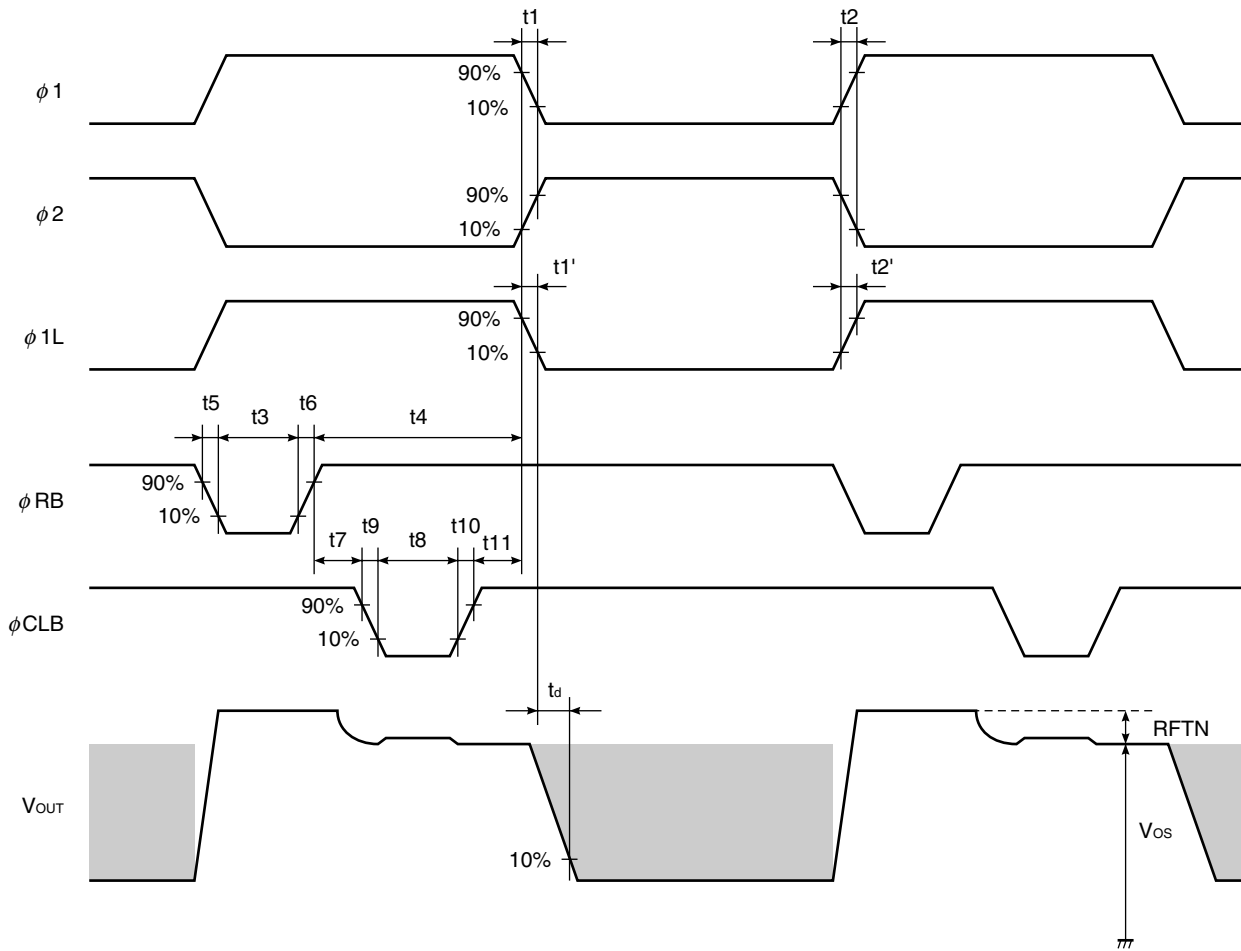 t1 t2
90%
ϕ1
10%
90%
ϕ2
10%
t1' t2'
90%
ϕ1L
10%
t5 t3 t6 t4
90%
ϕRB
10%
t7 t9 t8 t10 t11
90%
ϕCLB
10%
td
RFTN
VOUT
VOS
10%